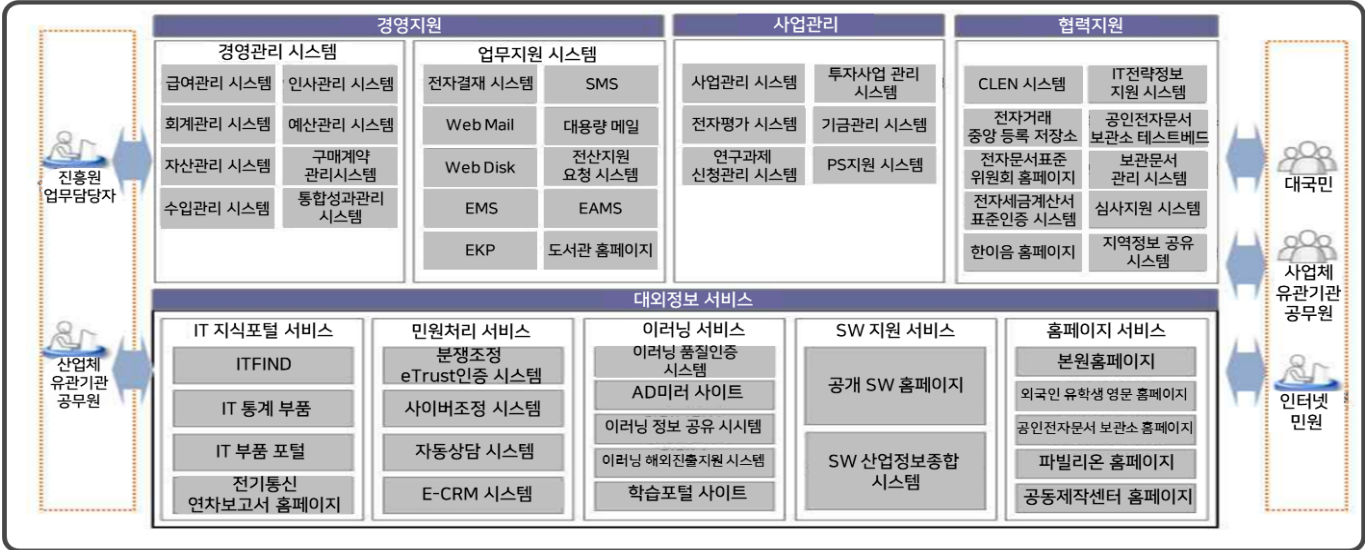 경영지원
사업관리
협력지원
진흥원
업무담당자
산업체
유관기관
공무원
경영관리 시스템
급여관리 시스템
인사관리 시스템
회계관리 시스템
예산관리 시스템
자산관리 시스템
구매계약
관리시스템
수입관리 시스템
통합성과관리
시스템
업무지원 시스템
전자결재 시스템
SMS
Web Mail
대용량 메일
Web Disk
전산지원
요청 시스템
EMS
EAMS
EKP
도서관 홈페이지
사업관리 시스템
투자사업 관리
시스템
전자평가 시스템
기금관리 시스템
연구과제
신청관리 시스템
PS지원 시스템
CLEN 시스템
IT전략정보
지원 시스템
전자거래
중앙 등록 저장소
공인전자문서
보관소 테스트베드
전자문서표준
위원회 홈페이지
보관문서
관리 시스템
전자세금계산서
표준인증 시스템
심사지원 시스템
한이음 홈페이지
지역정보 공유
시스템
대외정보 서비스
IT 지식포털 서비스
ITFIND
IT 통계 부품
IT 부품 포털
전기통신
연차보고서 홈페이지
민원처리 서비스
분쟁조정
eTrust인증 시스템
사이버조정 시스템
자동상담 시스템
E-CRM 시스템
이러닝 서비스
이러닝 품질인증
시스템
AD미러 사이트
이러닝 정보 공유 시시템
이러닝 해외진출지원 시스템
학습포털 사이트
SW 지원 서비스
공개 SW 홈페이지
SW 산업정보종합
시스템
홈페이지 서비스
본원홈페이지
외국인 유학생 영문 홈페이지
공인전자문서 보관소 홈페이지
파빌리온 홈페이지
공동제작센터 홈페이지
대국민
사업체
유관기관
공무원
인터넷
민원